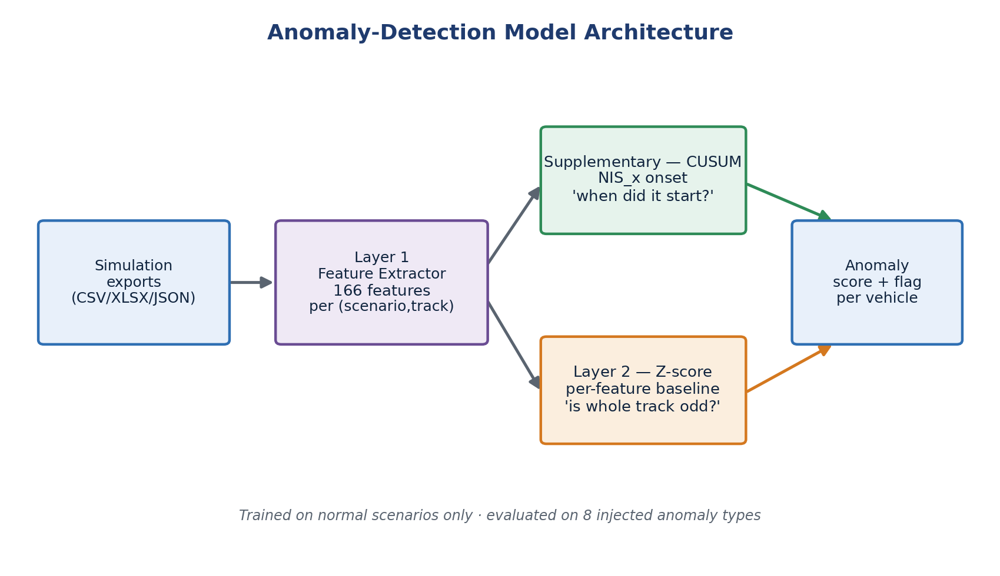 Anomaly-Detection Model Architecture
Simulation
exports
(CSV/XLSX/JSON)
Layer 1
Feature Extractor
166 features
per (scenario,track)
Supplementary — CUSUM
NIS_x onset
'when did it start?'
Layer 2 — Z-score
per-feature baseline
'is whole track odd?'
Anomaly
score + flag
per vehicle
Trained on normal scenarios only · evaluated on 8 injected anomaly types